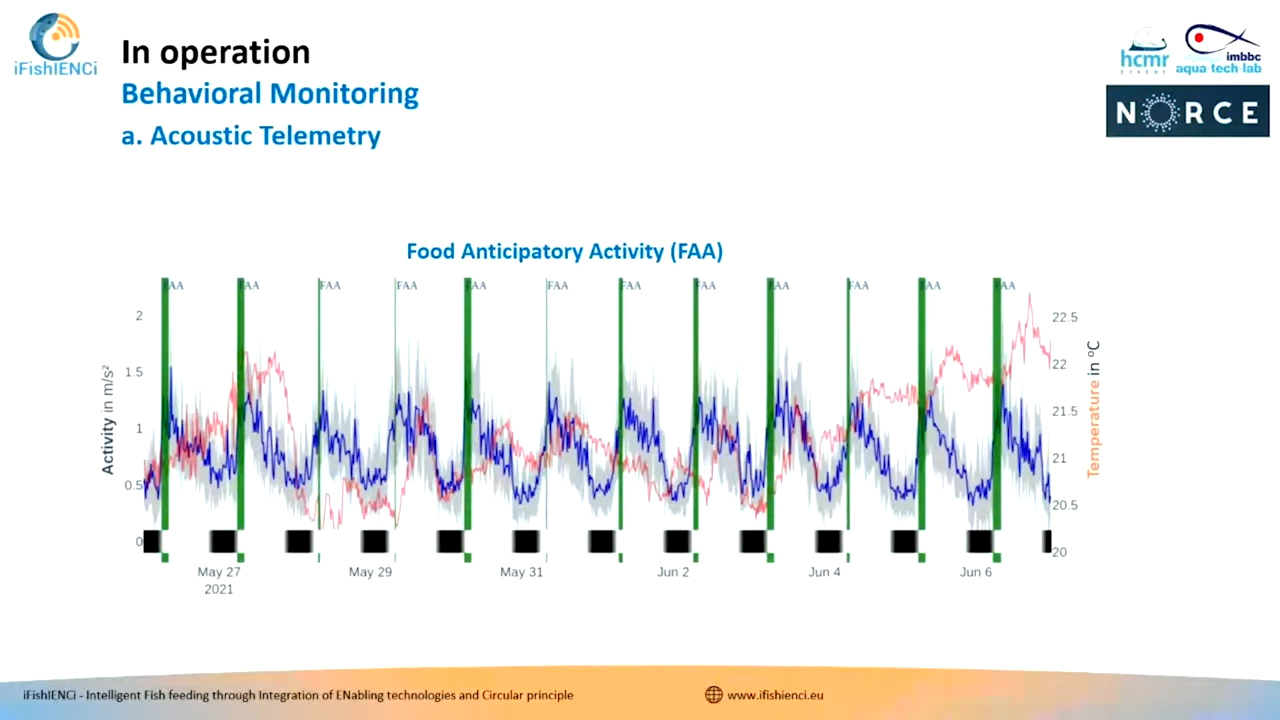 iFishIENCi
In operation
Behavioral Monitoring
a. Acoustic Telemetry
hcmr
imbbc
aqua tech lab
NORCE
Food Anticipatory Activity (FAA)
FAA FAA FAA FAA FAA FAA FAA FAA FAA FAA FAA FAA
Activity in m/s²
2
1.5
1
0.5
0
22.5
22
21.5
21
20.5
20
Temperature in °C
May 27 May 29 May 31 Jun 2 Jun 4 Jun 6
2021
iFishIENCi - Intelligent Fish feeding through Integration of ENabling technologies and Circular principle
www.ifishienci.eu